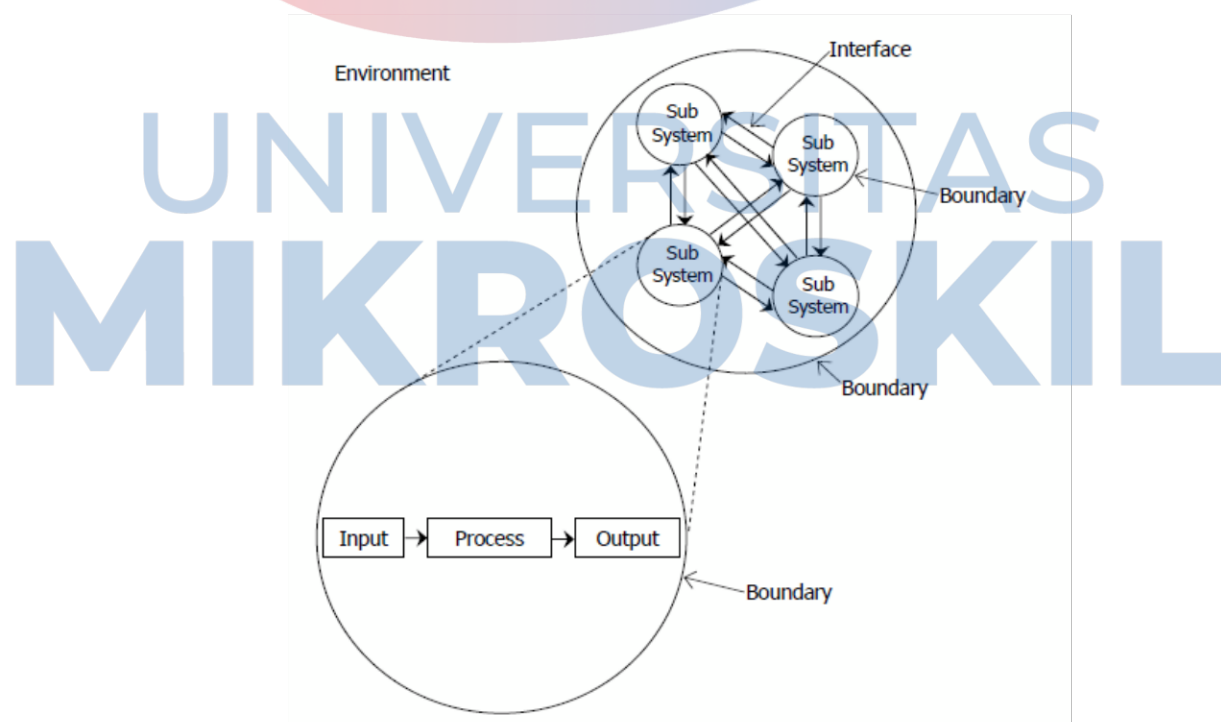 Interface
Environment
Sub
System
Sub
System
UNIVERSITAS
Boundary
Sub
System
Sub
System
MIKROSKIL
Boundary
Input
Process
Output
Boundary